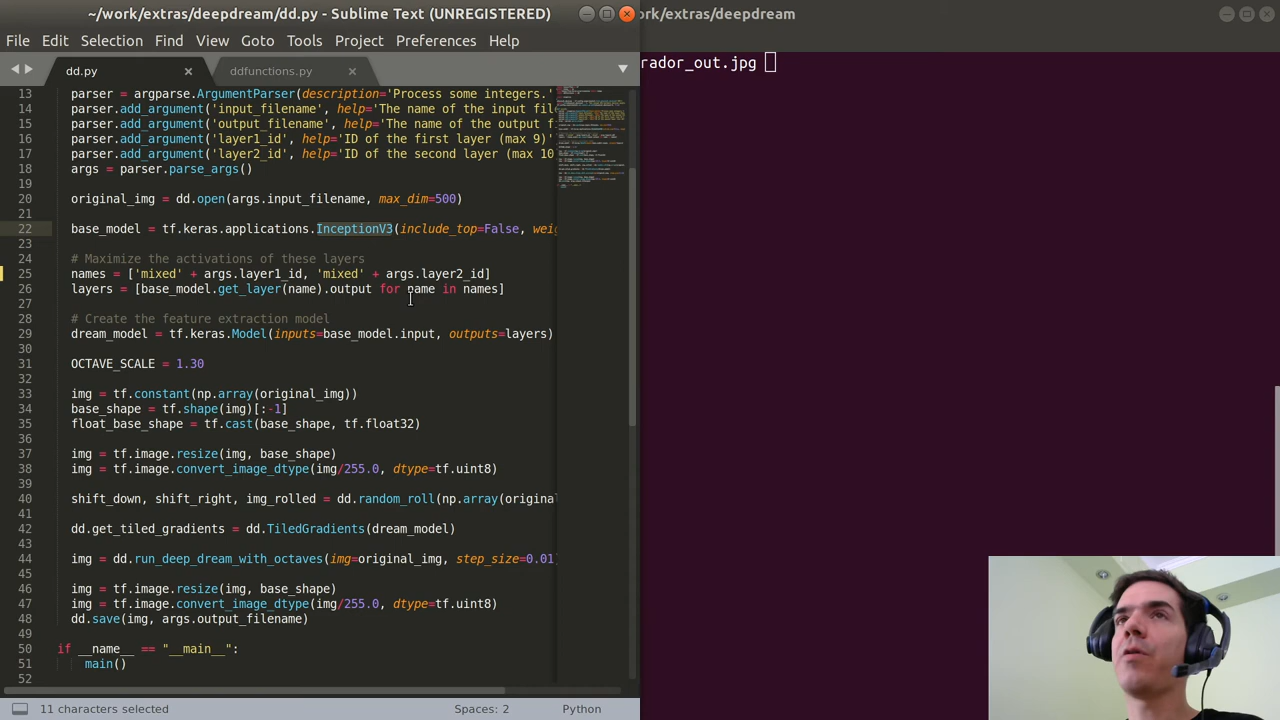 ~/work/extras/deepdream/dd.py - Sublime Text (UNREGISTERED)
ork/extras/deepdream
File Edit Selection Find View Goto Tools Project Preferences Help
dd.py ddfunctions.py
rador_out.jpg
13 parser = argparse.ArgumentParser(description='Process some integers.'
14 parser.add_argument('input_filename', help='The name of the input fil
15 parser.add_argument('output_filename', help='The name of the output f
16 parser.add_argument('layer1_id', help='ID of the first layer (max 9)'
17 parser.add_argument('layer2_id', help='ID of the second layer (max 10
18 args = parser.parse_args()
19
20 original_img = dd.open(args.input_filename, max_dim=500)
21
22 base_model = tf.keras.applications.InceptionV3(include_top=False, wei
23
24 # Maximize the activations of these layers
25 names = ['mixed' + args.layer1_id, 'mixed' + args.layer2_id]
26 layers = [base_model.get_layer(name).output for name in names]
27
28 # Create the feature extraction model
29 dream_model = tf.keras.Model(inputs=base_model.input, outputs=layers)
30
31 OCTAVE_SCALE = 1.30
32
33 img = tf.constant(np.array(original_img))
34 base_shape = tf.shape(img)[:-1]
35 float_base_shape = tf.cast(base_shape, tf.float32)
36
37 img = tf.image.resize(img, base_shape)
38 img = tf.image.convert_image_dtype(img/255.0, dtype=tf.uint8)
39
40 shift_down, shift_right, img_rolled = dd.random_roll(np.array(origina
41
42 dd.get_tiled_gradients = dd.TiledGradients(dream_model)
43
44 img = dd.run_deep_dream_with_octaves(img=original_img, step_size=0.01
45
46 img = tf.image.resize(img, base_shape)
47 img = tf.image.convert_image_dtype(img/255.0, dtype=tf.uint8)
48 dd.save(img, args.output_filename)
49
50 if __name__ == "__main__":
51 main()
52
11 characters selected Spaces: 2 Python